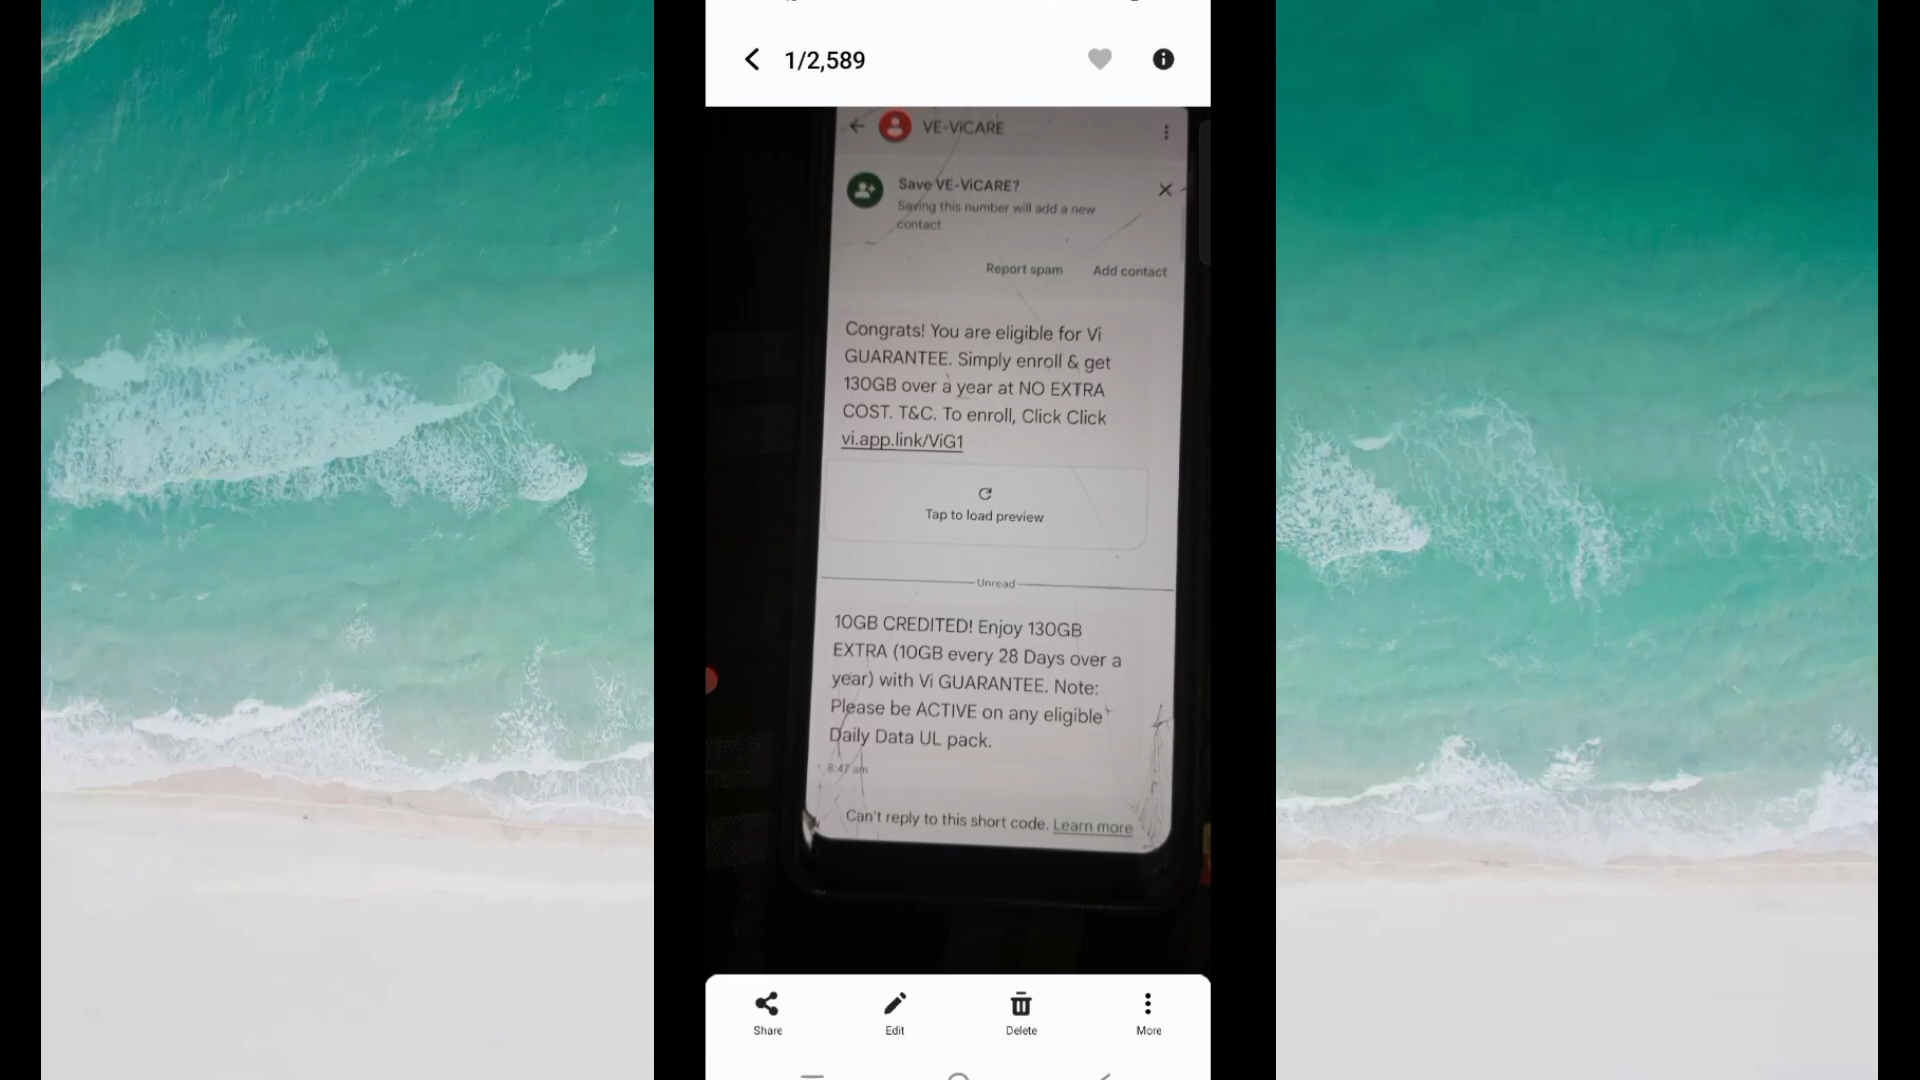 1/2,589
VE-ViCARE
Save VE-ViCARE?
Saving this number will add a new
contact
Report spam
Add contact
Congrats! You are eligible for Vi
GUARANTEE. Simply enroll & get
130GB over a year at NO EXTRA
COST. T&C. To enroll, Click Click
vi.app.link/ViG1
Tap to load preview
Unread
10GB CREDITED! Enjoy 130GB
EXTRA (10GB every 28 Days over a
year) with Vi GUARANTEE. Note:
Please be ACTIVE on any eligible
Daily Data UL pack.
8:47 am
Can't reply to this short code. Learn more
Share
Edit
Delete
More